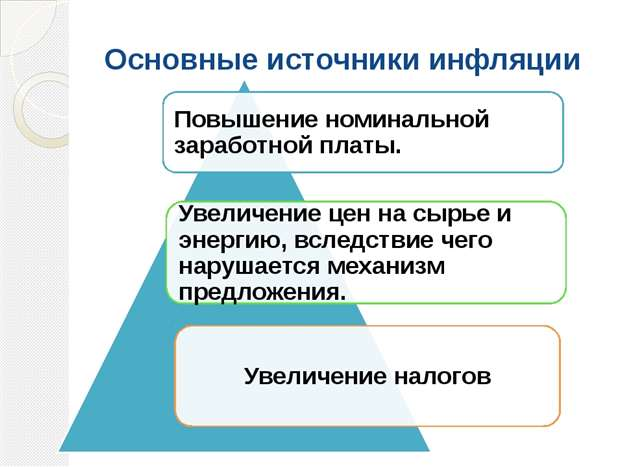 Основные источники инфляции
Повышение номинальной
заработной платы.
Увеличение цен на сырье и
энергию, вследствие чего
нарушается механизм
предложения.
Увеличение налогов